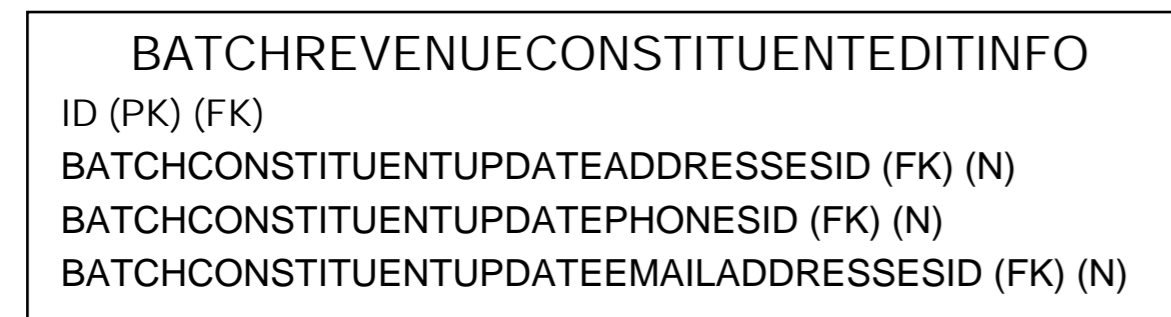 BATCHREVENUECONSTITUENTEDITINFO
ID (PK) (FK)
BATCHCONSTITUENTUPDATEADDRESSESID (FK) (N)
BATCHCONSTITUENTUPDATEPHONESID (FK) (N)
BATCHCONSTITUENTUPDATEEMAILADDRESSESID (FK) (N)